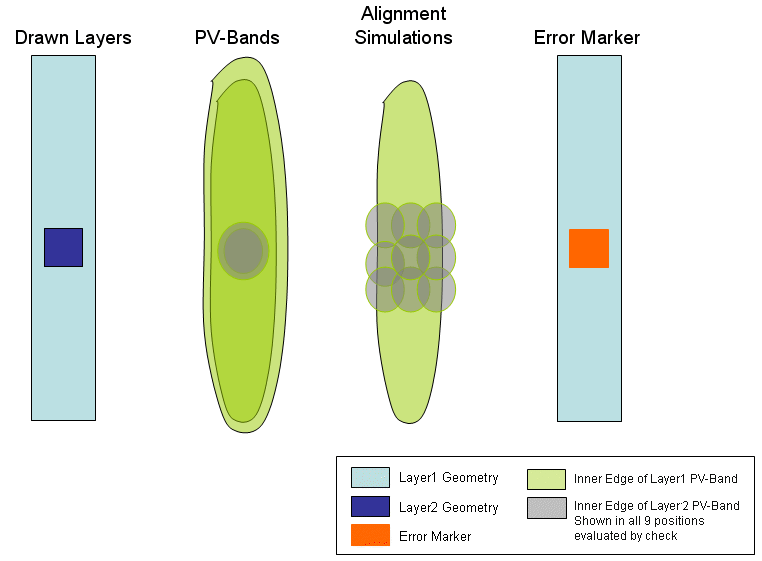 Drawn Layers
PV-Bands
Alignment
Simulations
Error Marker
Layer1 Geometry
Layer2 Geometry
Error Marker
Inner Edge of Layer1 PV-Band
Inner Edge of Layer2 PV-Band
Shown in all 9 positions
evaluated by check